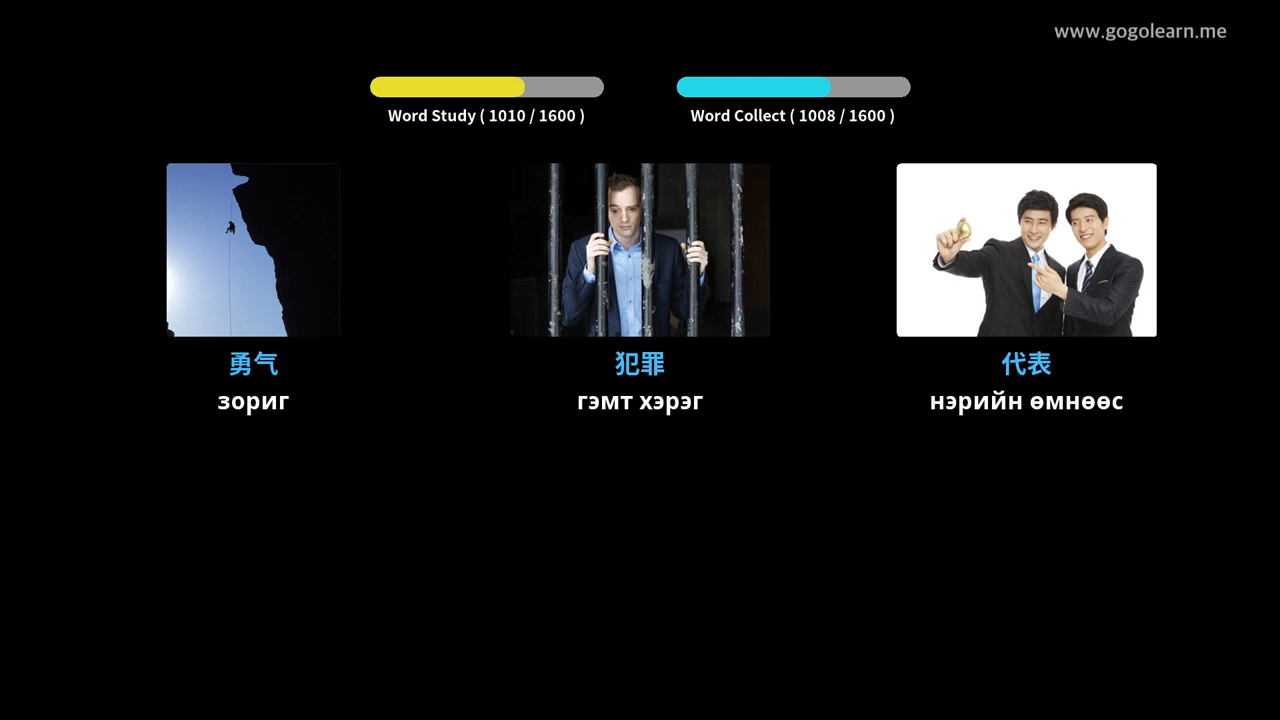 www.gogolearn.me
Word Study ( 1010 / 1600 )
Word Collect ( 1008 / 1600 )
勇气
犯罪
代表
зориг
гэмт хэрэг
нэрийн өмнөөс